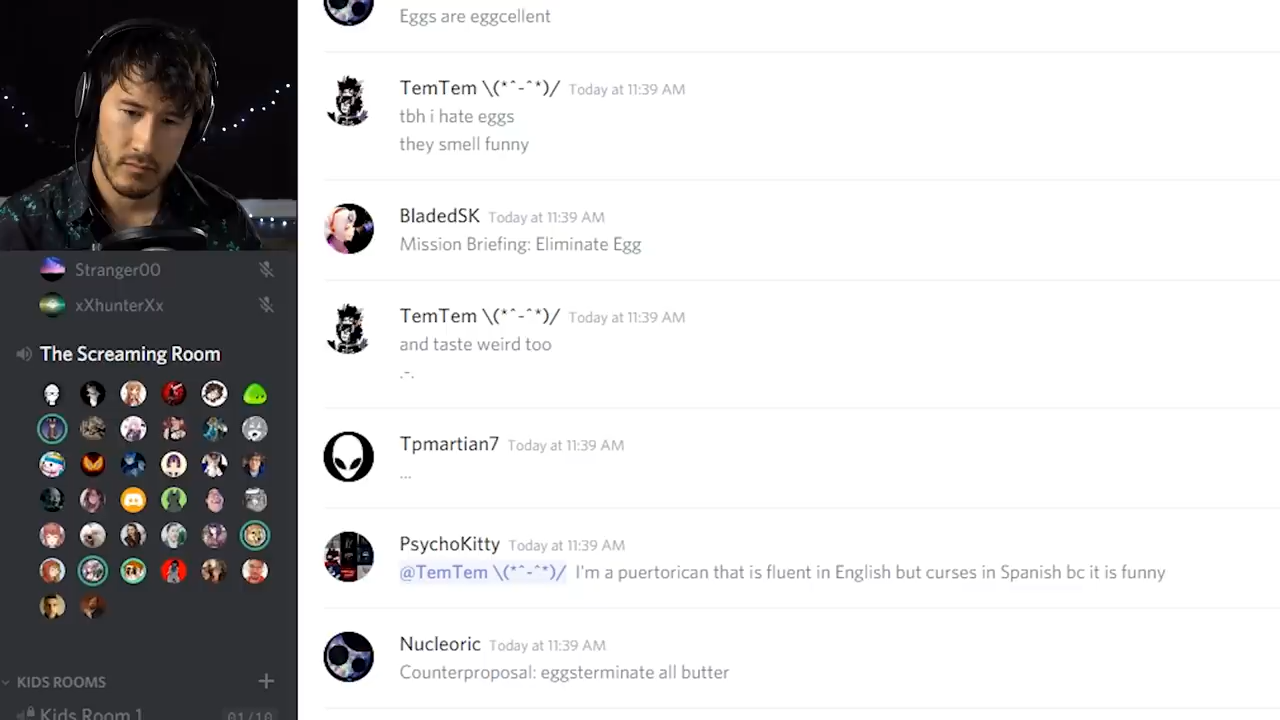 Eggs are eggcellent
TemTem \(*^-^*)/ Today at 11:39 AM
tbh i hate eggs
they smell funny
BladedSK Today at 11:39 AM
Mission Briefing: Eliminate Egg
Stranger00
xXhunterXx
TemTem \(*^-^*)/ Today at 11:39 AM
and taste weird too
.-.
The Screaming Room
Tpmartian7 Today at 11:39 AM
...
PsychoKitty Today at 11:39 AM
@TemTem \(*^-^*)/ I'm a puertorican that is fluent in English but curses in Spanish bc it is funny
Nucleoric Today at 11:39 AM
Counterproposal: eggsterminate all butter
KIDS ROOMS
Kids Room 1 01/10